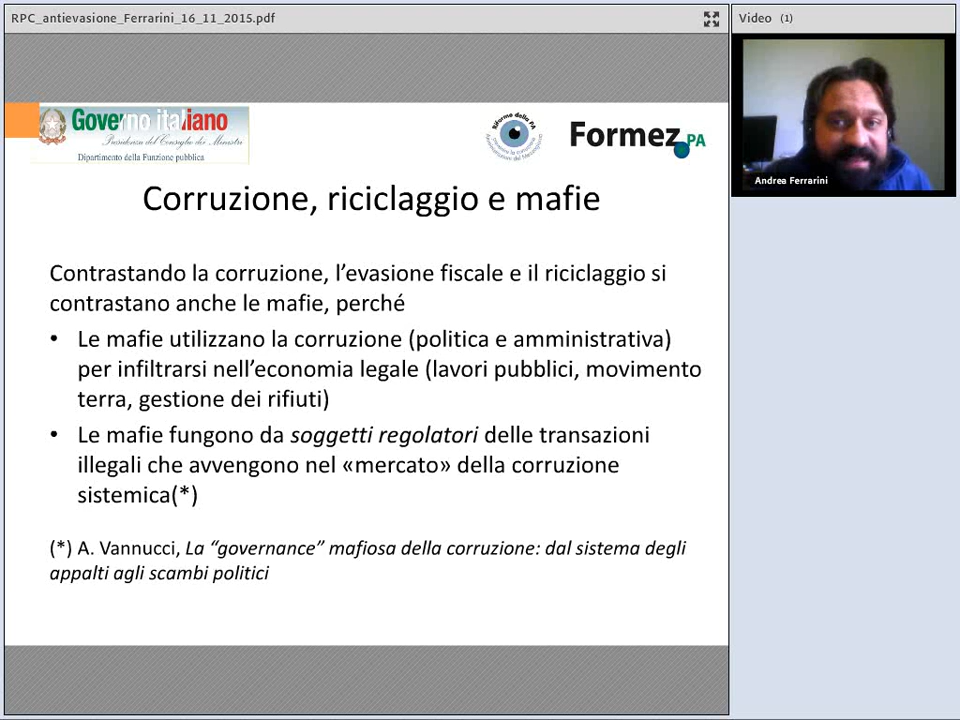 RPC_antievasione_Ferrarini_16_11_2015.pdf
Video (1)
Governo italiano
Presidenza del Consiglio dei Ministri
Dipartimento della Funzione pubblica
Riforme della PA
Formez PA
Andrea Ferrarini
Corruzione, riciclaggio e mafie
Contrastando la corruzione, l’evasione fiscale e il riciclaggio si
contrastano anche le mafie, perché
• Le mafie utilizzano la corruzione (politica e amministrativa)
per infiltrarsi nell’economia legale (lavori pubblici, movimento
terra, gestione dei rifiuti)
• Le mafie fungono da soggetti regolatori delle transazioni
illegali che avvengono nel «mercato» della corruzione
sistemica(*)
(*) A. Vannucci, La “governance” mafiosa della corruzione: dal sistema degli
appalti agli scambi politici